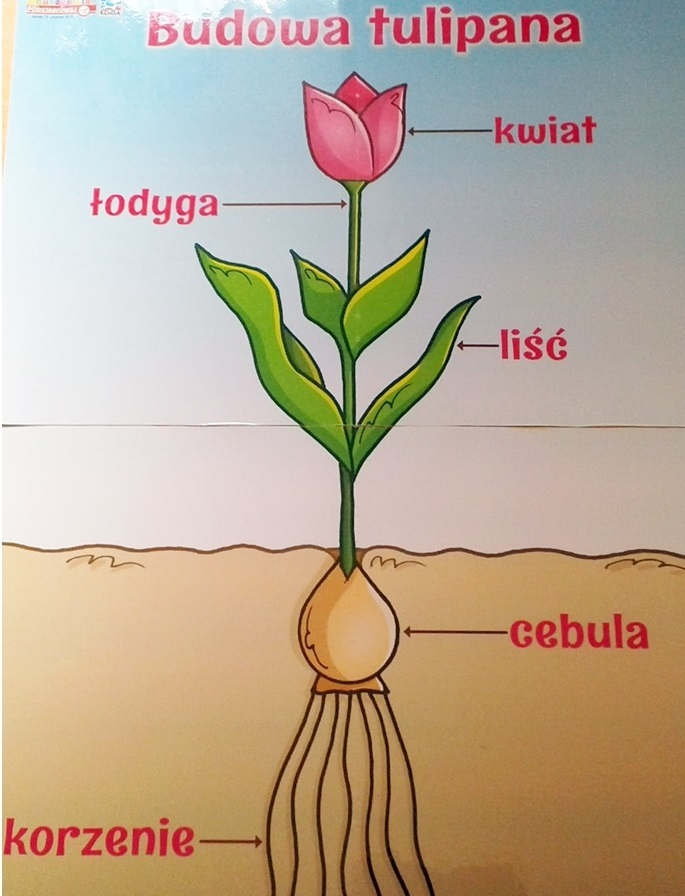 Budowa tulipana
kwiat
łodyga
liść
cebula
korzenie